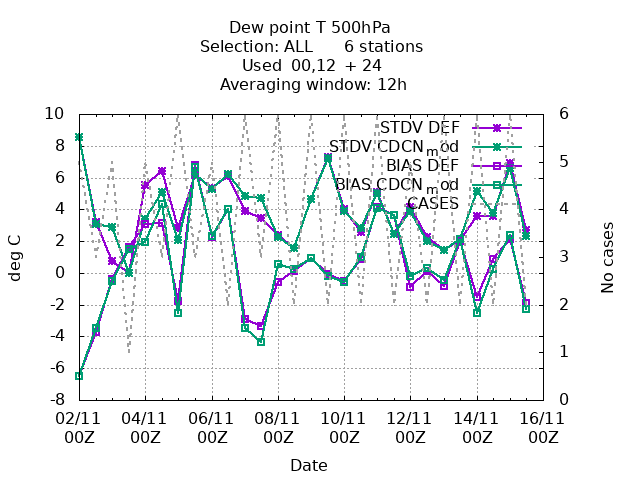 Dew point T 500hPa
Selection: ALL      6 stations
Used  00,12  + 24
Averaging window: 12h
STDV DEF
STDV CDCNmod
BIAS DEF
BIAS CDCNmod
CASES
10
8
6
4
2
0
-2
-4
-6
-8
deg C
6
5
4
3
2
1
0
No cases
02/11 04/11 06/11 08/11 10/11 12/11 14/11 16/11
00Z 00Z 00Z 00Z 00Z 00Z 00Z 00Z
Date